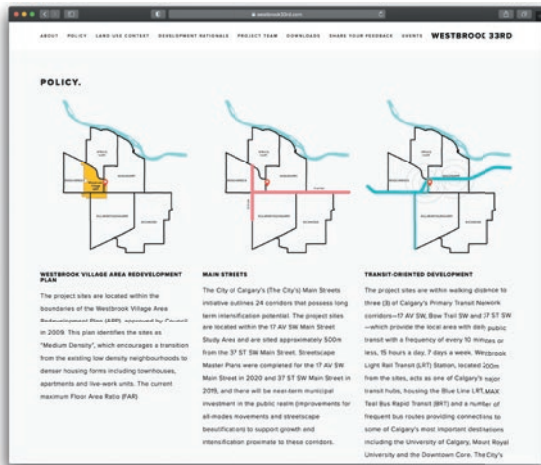 westbrook33rd.com
ABOUT POLICY LAND USE CONTEXT DEVELOPMENT RATIONALE PROJECT TEAM DOWNLOADS SHARE YOUR FEEDBACK EVENTS WESTBROOK 33RD
POLICY.
WESTBROOK VILLAGE AREA REDEVELOPMENT
PLAN
The project sites are located within the
boundaries of the Westbrook Village Area
Redevelopment Plan (ARP), approved by Council
in 2009. This plan identifies the sites as
"Medium Density", which encourages a transition
from the existing low density neighbourhoods to
denser housing forms including townhouses,
apartments and live-work units. The current
maximum Floor Area Ratio (FAR)
MAIN STREETS
The City of Calgary's (The City's) Main Streets
initiative outlines 24 corridors that possess long
term intensification potential. The project sites
are located within the 17 AV SW Main Street
Study Area and are sited approximately 500m
from the 37 ST SW Main Street. Streetscape
Master Plans were completed for the 17 AV SW
Main Street in 2020 and 37 ST SW Main Street in
2019, and there will be near-term municipal
investment in the public realm (improvements for
all-modes movements and streetscape
beautifications) to support growth and
intensification proximate to these corridors.
TRANSIT-ORIENTED DEVELOPMENT
The project sites are within walking distance to
three (3) of Calgary's Primary Transit Network
corridors—17 AV SW, Bow Trail SW and 37 ST SW
—which provide the local area with daily public
transit with a frequency of every 10 minutes or
less, 15 hours a day, 7 days a week. Westbrook
Light Rail Transit (LRT) Station, located 200m
from the sites, acts as one of Calgary's major
transit hubs, housing the Blue Line LRT, MAX
Teal Bus Rapid Transit (BRT) and a number of
frequent bus routes providing connections to
some of Calgary's most important destinations
including the University of Calgary, Mount Royal
University and the Downtown Core. The City's